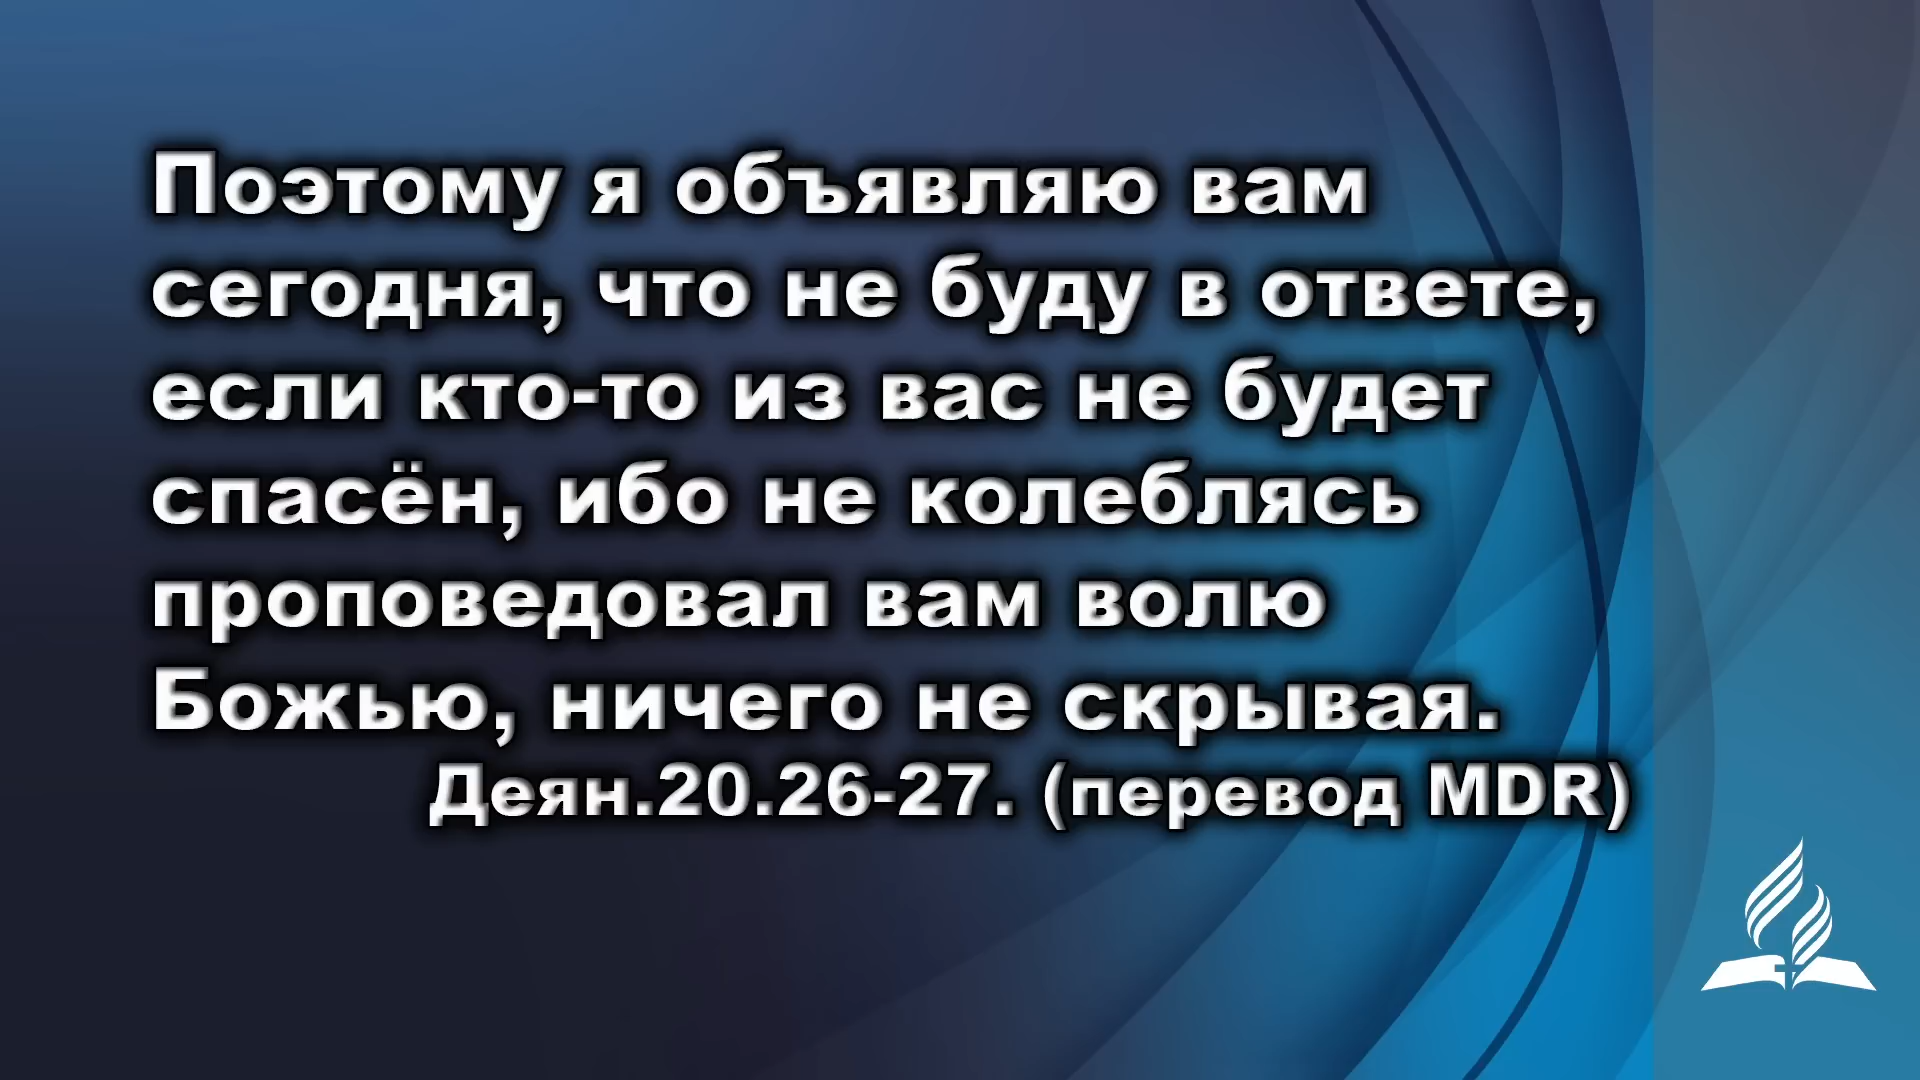 Поэтому я объявляю вам
сегодня, что не буду в ответе,
если кто-то из вас не будет
спасён, ибо не колеблясь
проповедовал вам волю
Божью, ничего не скрывая.
Деян.20.26-27. (перевод MDR)